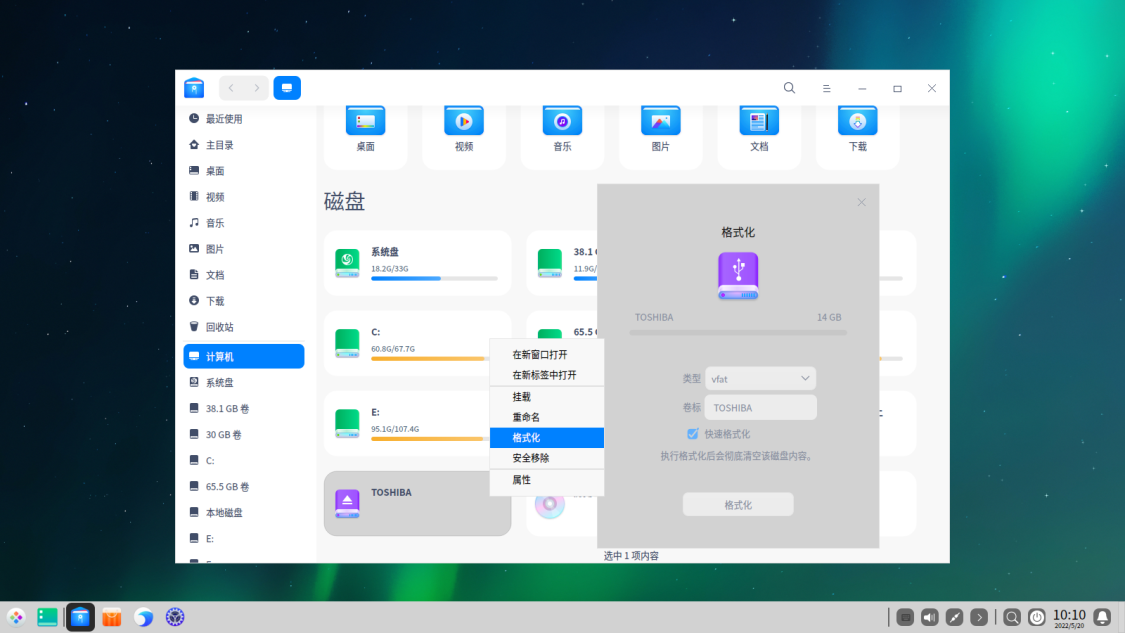 最近使用
主目录
桌面
视频
音乐
图片
文档
下载
回收站
计算机
系统盘
38.1 GB 卷
30 GB 卷
C:
65.5 GB 卷
本地磁盘
E:
桌面
视频
音乐
图片
文档
下载
磁盘
系统盘
18.2G/33G
38.1
11.9G/
C:
60.8G/67.7G
65.5
E:
95.1G/107.4G
TOSHIBA
在新窗口打开
在新标签中打开
挂载
重命名
格式化
安全移除
属性
格式化
TOSHIBA
14 GB
类型
vfat
卷标
TOSHIBA
快速格式化
执行格式化后会彻底清空该磁盘内容。
格式化
选中 1 项内容
10:10
2022/5/20